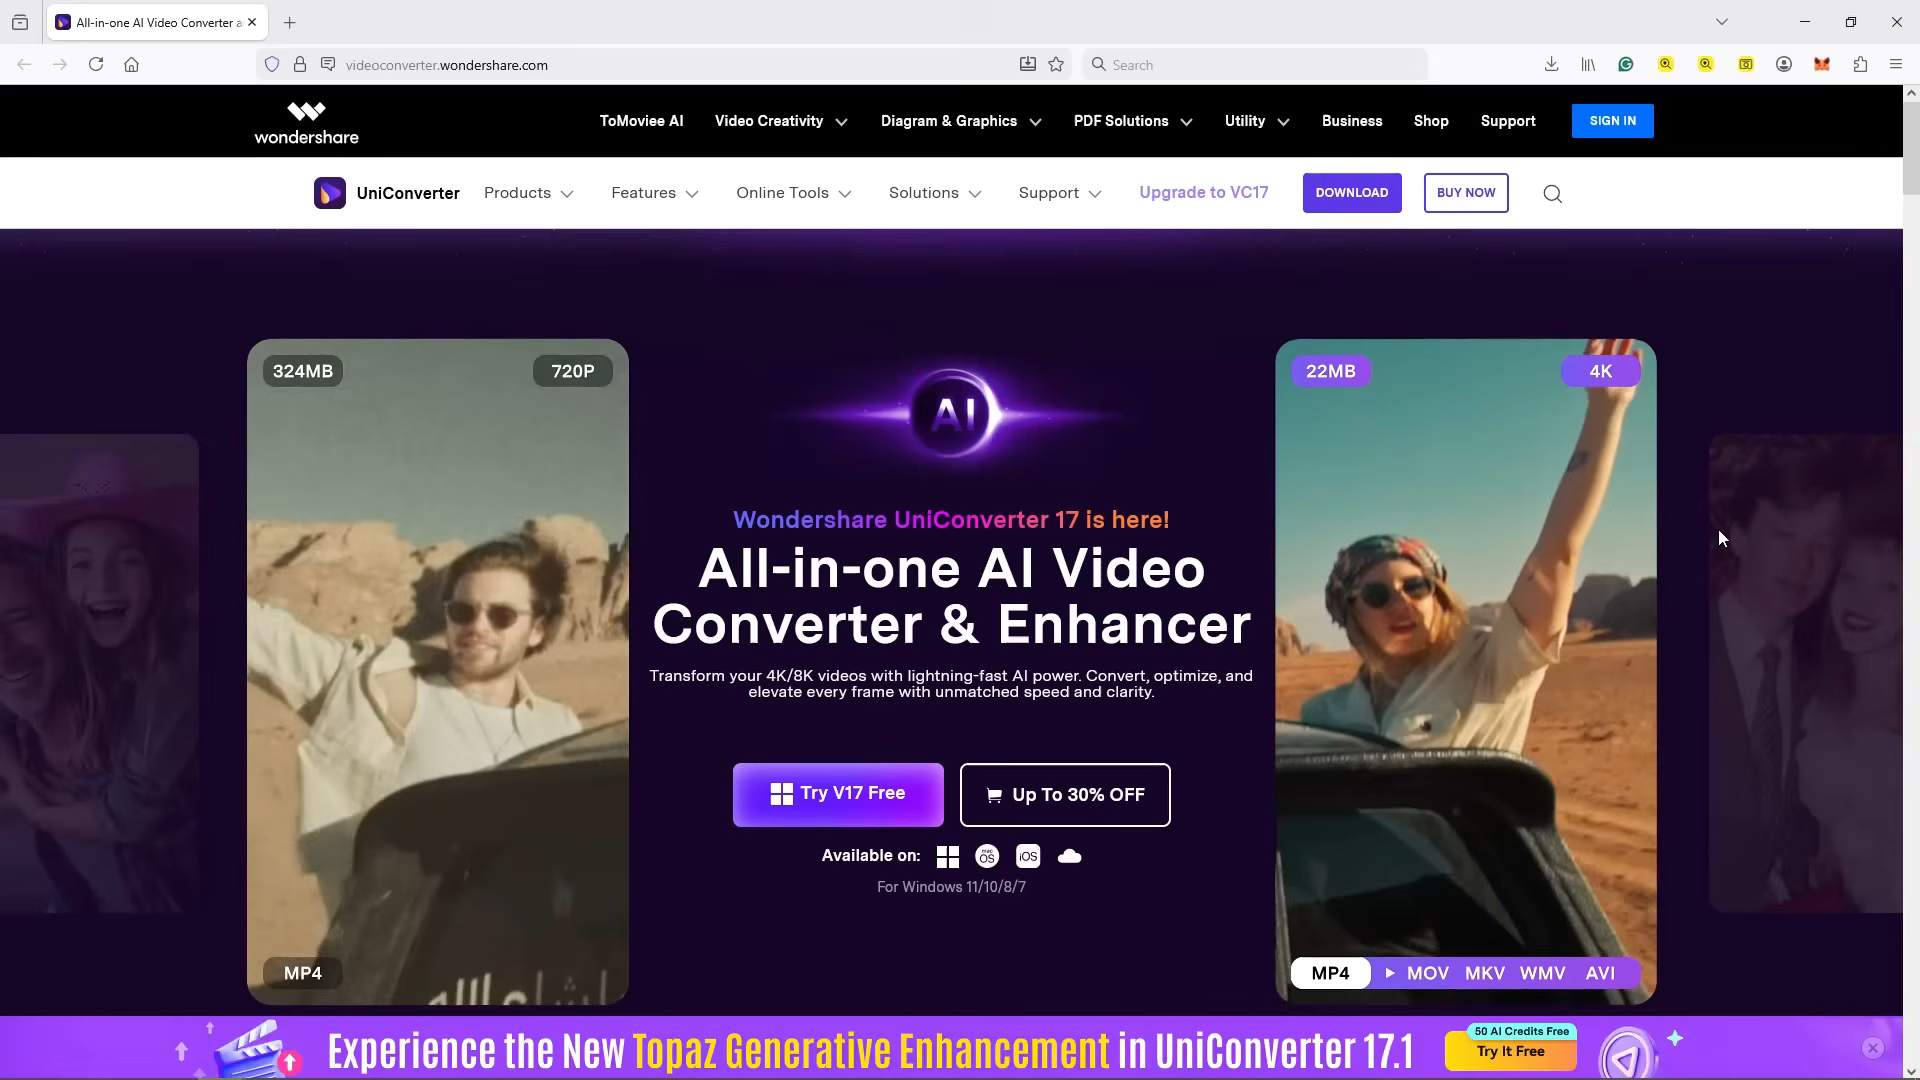 All-in-one AI Video Converter a
videoconverter.wondershare.com
Search
wondershare
ToMoviee AI
Video Creativity
Diagram & Graphics
PDF Solutions
Utility
Business
Shop
Support
SIGN IN
UniConverter
Products
Features
Online Tools
Solutions
Support
Upgrade to VC17
DOWNLOAD
BUY NOW
324MB
720P
22MB
4K
AI
Wondershare UniConverter 17 is here!
All-in-one AI Video
Converter & Enhancer
Transform your 4K/8K videos with lightning-fast AI power. Convert, optimize, and
elevate every frame with unmatched speed and clarity.
Try V17 Free
Up To 30% OFF
Available on:
macOS
iOS
For Windows 11/10/8/7
MP4
MP4
MOV
MKV
WMV
AVI
Experience the New Topaz Generative Enhancement in UniConverter 17.1
50 AI Credits Free
Try It Free